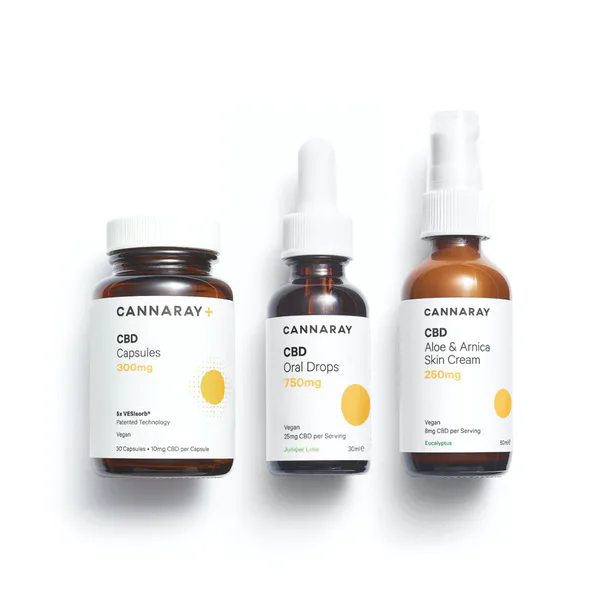 CANNARAY+
CBD
Capsules
300mg
5x VESIsorb®
Patented Technology
Vegan
30 Capsules • 10mg CBD per Capsule
CANNARAY
CBD
Oral Drops
750mg
Vegan
25mg CBD per Serving
Juniper Lime
30ml℮
CANNARAY
CBD
Aloe & Arnica
Skin Cream
250mg
Vegan
8mg CBD per Serving
Eucalyptus
60ml℮